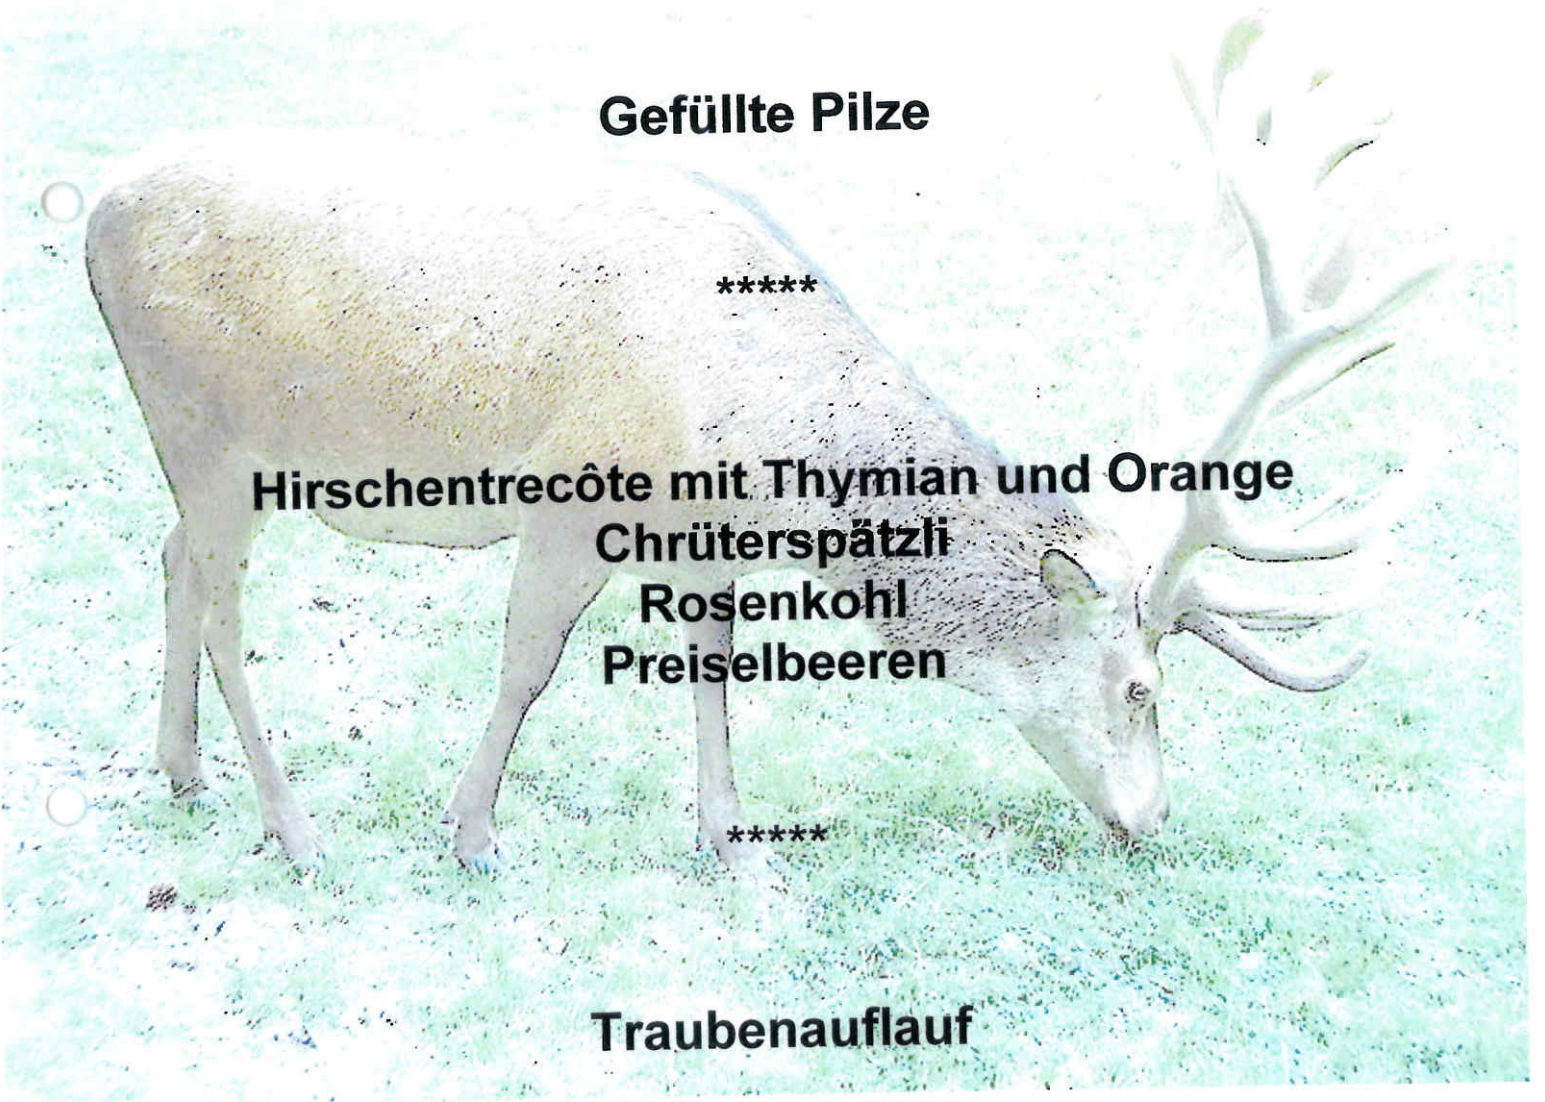 Gefüllte Pilze
*****
Hirschentrecôte mit Thymian und Orange
Chrüterspätzli
Rosenkohl
Preiselbeeren
*****
Traubenauflauf